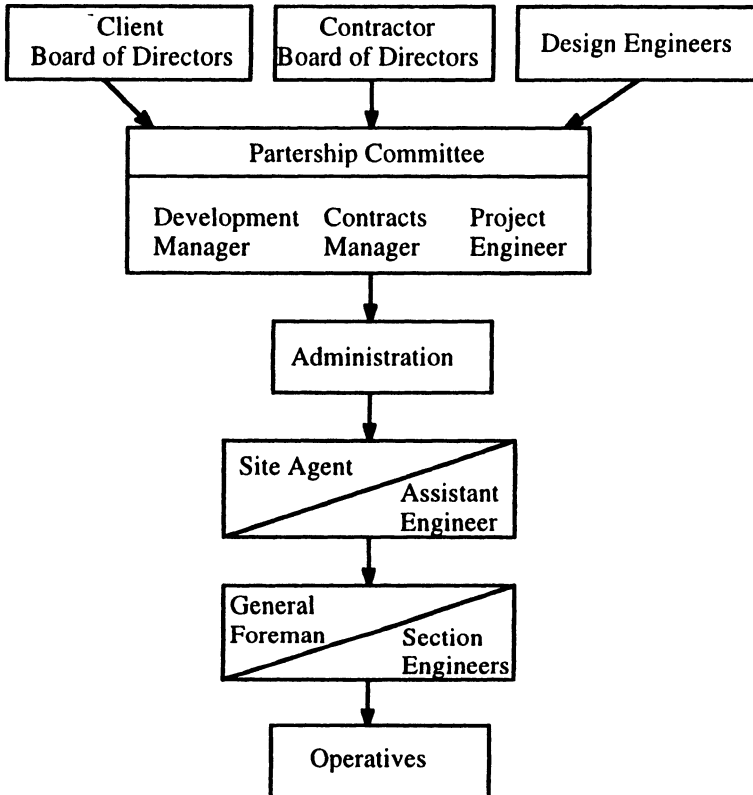 Client
Board of Directors
Contractor
Board of Directors
Design Engineers
Partership Committee
Development
Manager
Contracts
Manager
Project
Engineer
Administration
Site Agent
Assistant
Engineer
General
Foreman
Section
Engineers
Operatives